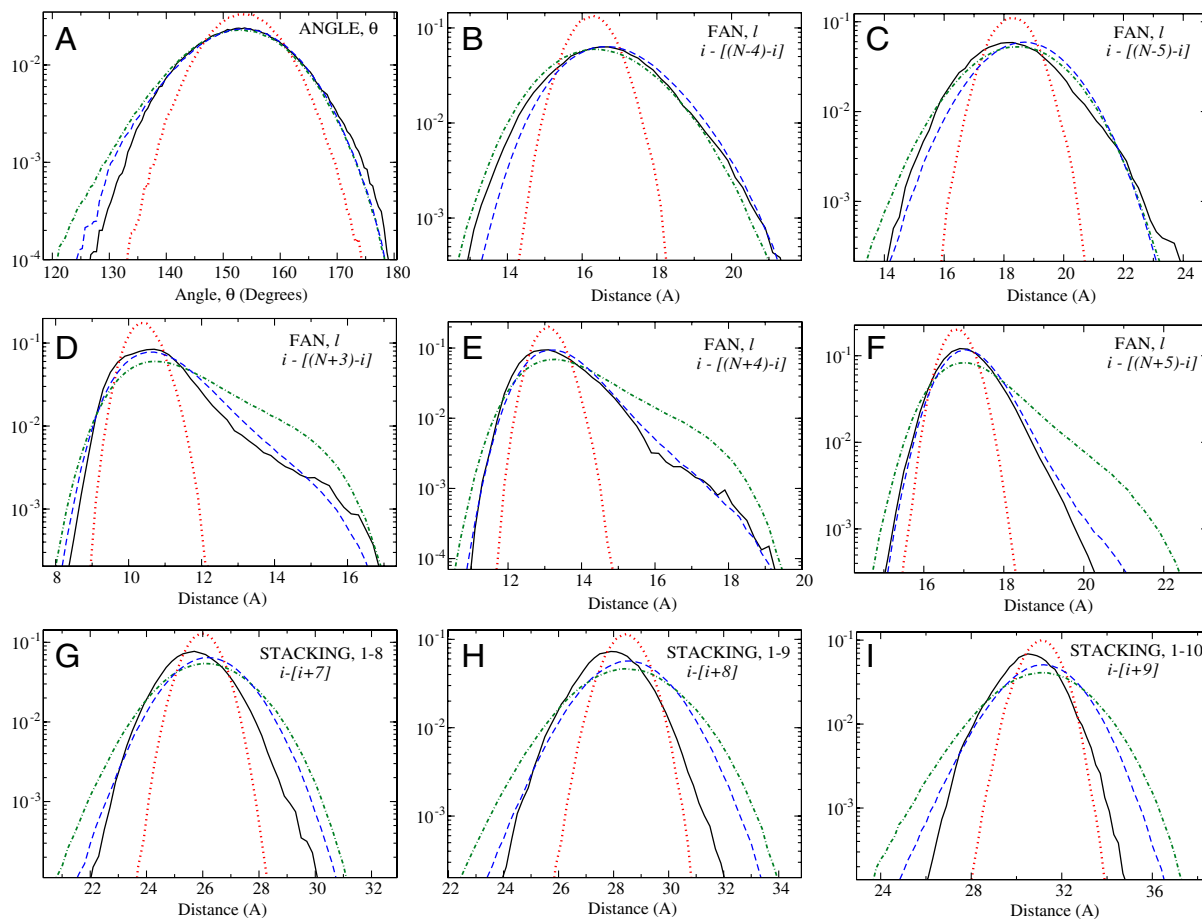 A
ANGLE, θ
10^-1
10^-2
10^-3
10^-4
120 130 140 150 160 170 180
Angle, θ (Degrees)
B
FAN, l
i - [(N-4)-i]
10^-1
10^-2
10^-3
14 16 18 20
Distance (A)
C
FAN, l
i - [(N-5)-i]
10^-1
10^-2
10^-3
14 16 18 20 22 24
Distance (A)
D
FAN, l
i - [(N+3)-i]
10^-1
10^-2
10^-3
8 10 12 14 16
Distance (A)
E
FAN, l
i - [(N+4)-i]
10^-1
10^-2
10^-3
10^-4
12 14 16 18 20
Distance (A)
F
FAN, l
i - [(N+5)-i]
10^-1
10^-2
10^-3
16 18 20 22
Distance (A)
G
STACKING, 1-8
i-[i+7]
10^-1
10^-2
10^-3
22 24 26 28 30 32
Distance (A)
H
STACKING, 1-9
i-[i+8]
10^-1
10^-2
10^-3
22 24 26 28 30 32 34
Distance (A)
I
STACKING, 1-10
i-[i+9]
10^-1
10^-2
10^-3
24 28 32 36
Distance (A)